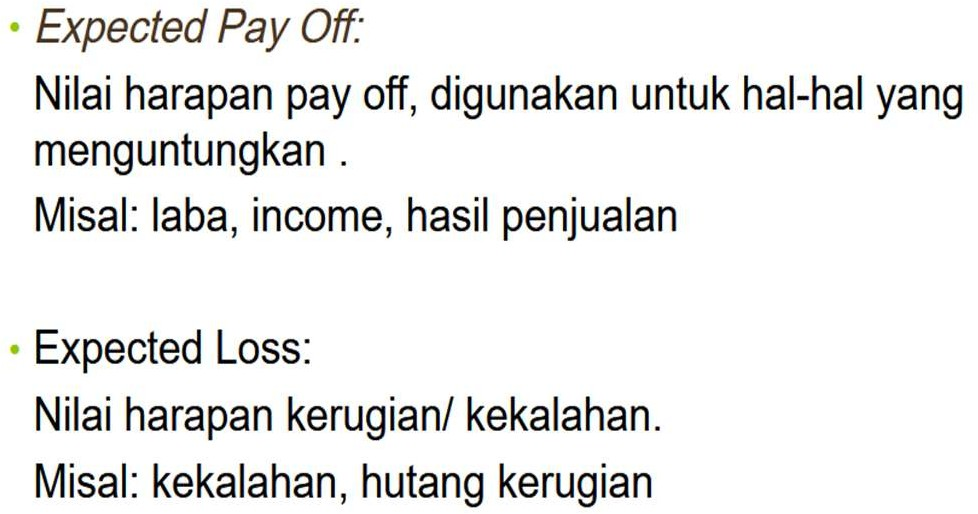 • Expected Pay Off:
Nilai harapan pay off, digunakan untuk hal-hal yang
menguntungkan .
Misal: laba, income, hasil penjualan
• Expected Loss:
Nilai harapan kerugian/ kekalahan.
Misal: kekalahan, hutang kerugian